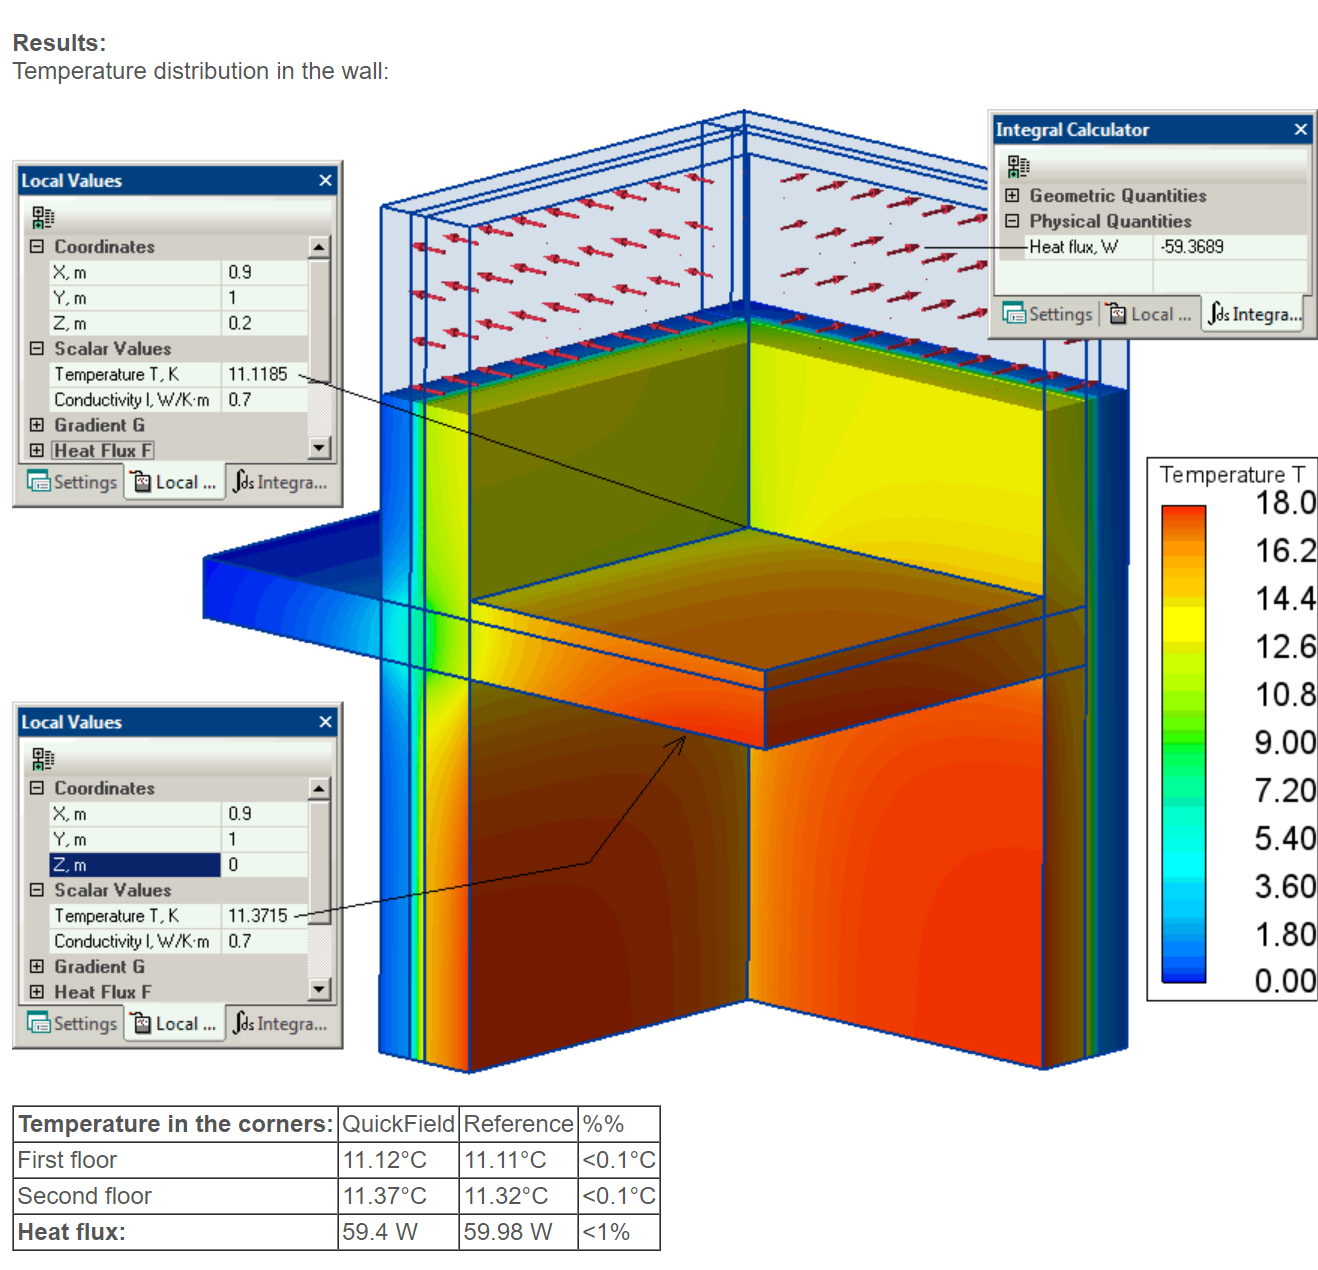 Results:
Temperature distribution in the wall:
Local Values
Coordinates
X, m 0.9
Y, m 1
Z, m 0.2
Scalar Values
Temperature T, K 11.1185
Conductivity l, W/K·m 0.7
Gradient G
Heat Flux F
Settings Local ... Integra...
Integral Calculator
Geometric Quantities
Physical Quantities
Heat flux, W -59.3689
Settings Local ... Integra...
Temperature T
18.0
16.2
14.4
12.6
10.8
9.00
7.20
5.40
3.60
1.80
0.00
Local Values
Coordinates
X, m 0.9
Y, m 1
Z, m 0
Scalar Values
Temperature T, K 11.3715
Conductivity l, W/K·m 0.7
Gradient G
Heat Flux F
Settings Local ... Integra...
Temperature in the corners: QuickField Reference %%
First floor 11.12°C 11.11°C <0.1°C
Second floor 11.37°C 11.32°C <0.1°C
Heat flux: 59.4 W 59.98 W <1%